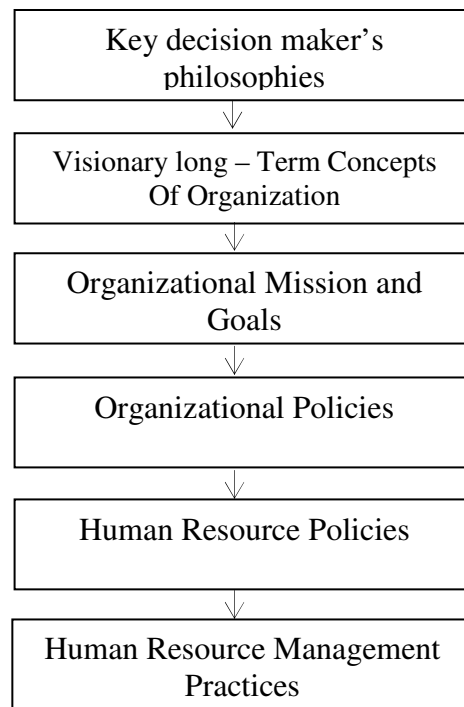 Key decision maker’s
philosophies
Visionary long – Term Concepts
Of Organization
Organizational Mission and
Goals
Organizational Policies
Human Resource Policies
Human Resource Management
Practices